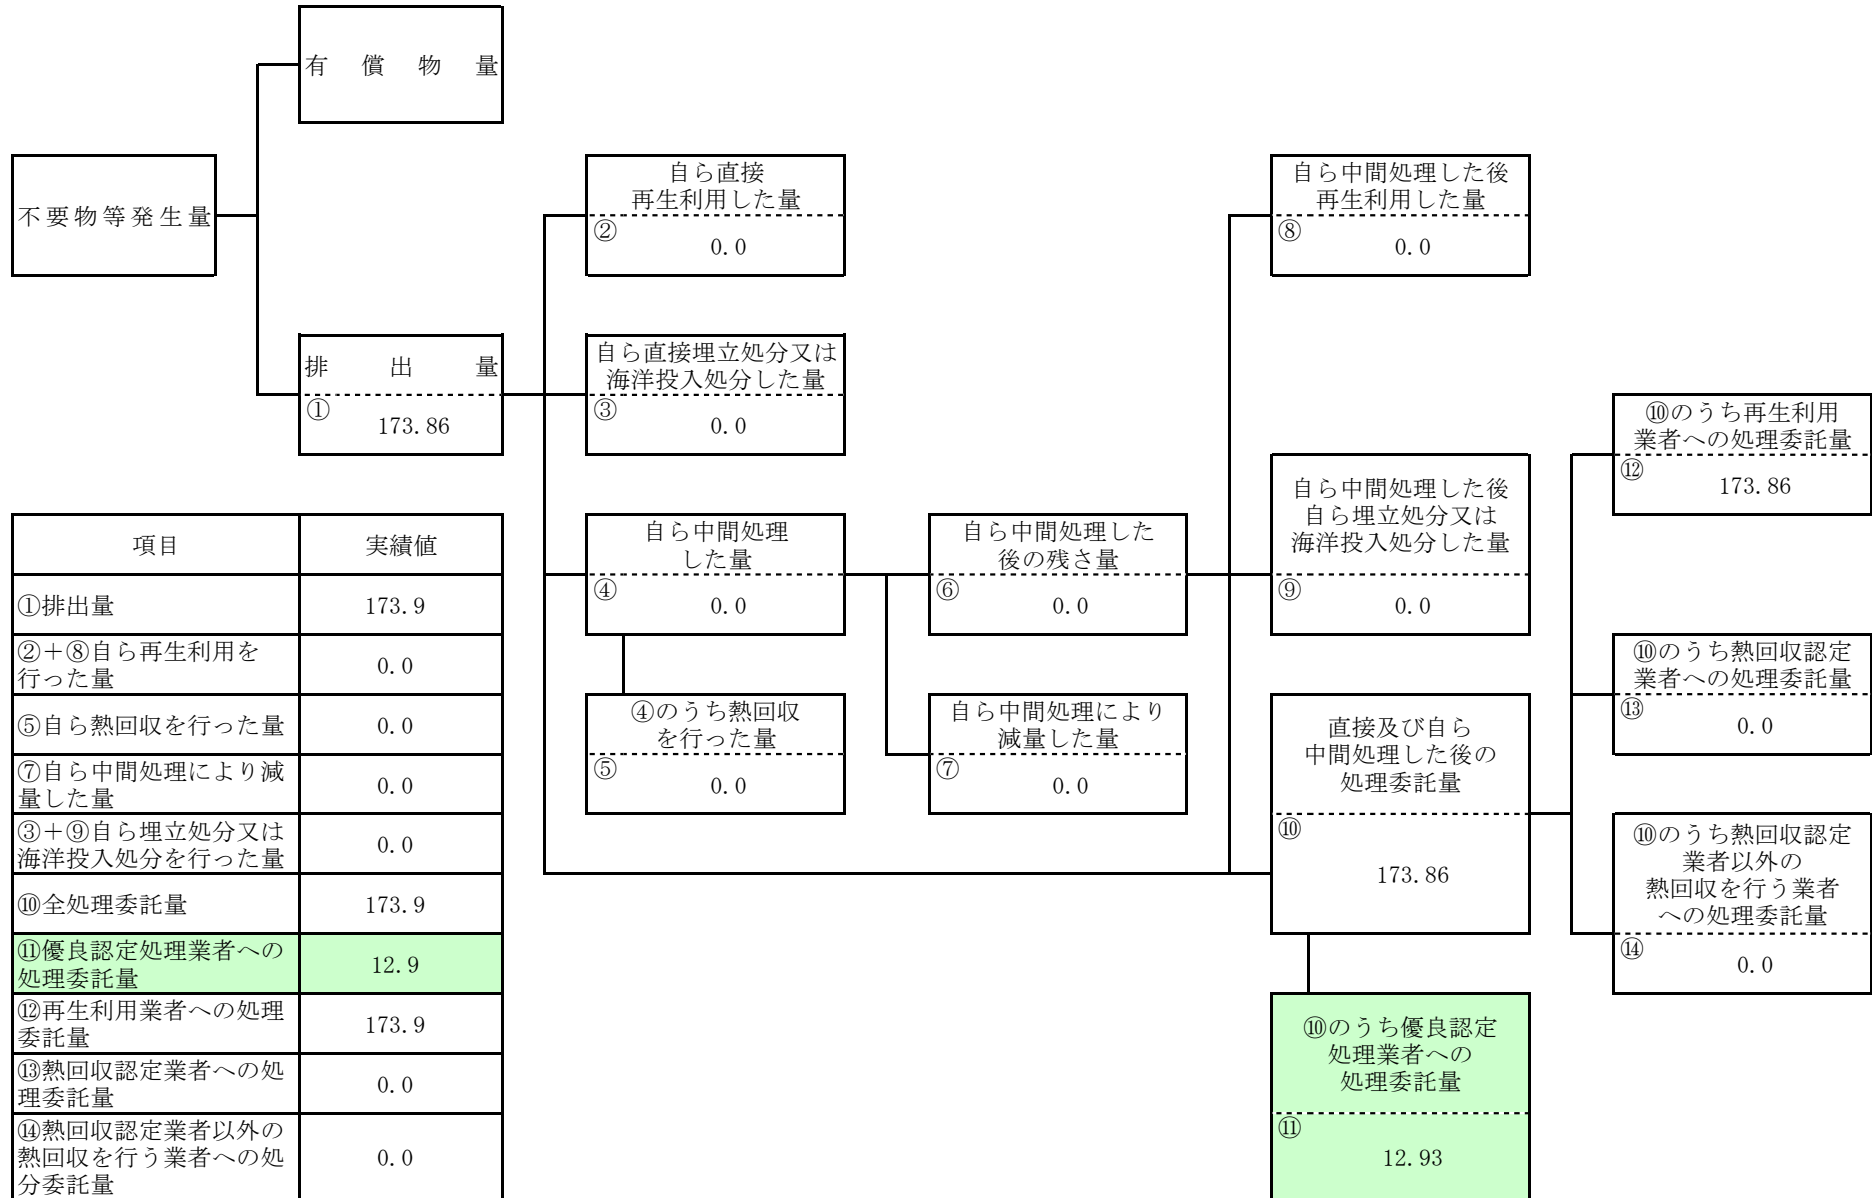 有償物量
不要物等発生量
排出量
①
173.86
自ら直接
再生利用した量
②
0.0
自ら直接埋立処分又は
海洋投入処分した量
③
0.0
自ら中間処理
した量
④
0.0
④のうち熱回収
を行った量
⑤
0.0
自ら中間処理した
後の残さ量
⑥
0.0
自ら中間処理により
減量した量
⑦
0.0
自ら中間処理した後
再生利用した量
⑧
0.0
自ら中間処理した後
自ら埋立処分又は
海洋投入処分した量
⑨
0.0
直接及び自ら
中間処理した後の
処理委託量
⑩
173.86
⑩のうち優良認定
処理業者への
処理委託量
⑪
12.93
⑩のうち再生利用
業者への処理委託量
⑫
173.86
⑩のうち熱回収認定
業者への処理委託量
⑬
0.0
⑩のうち熱回収認定
業者以外の
熱回収を行う業者
への処理委託量
⑭
0.0
項目
実績値
①排出量
173.9
②＋⑧自ら再生利用を
行った量
0.0
⑤自ら熱回収を行った量
0.0
⑦自ら中間処理により減
量した量
0.0
③＋⑨自ら埋立処分又は
海洋投入処分を行った量
0.0
⑩全処理委託量
173.9
⑪優良認定処理業者への
処理委託量
12.9
⑫再生利用業者への処理
委託量
173.9
⑬熱回収認定業者への処
理委託量
0.0
⑭熱回収認定業者以外の
熱回収を行う業者への処
分委託量
0.0